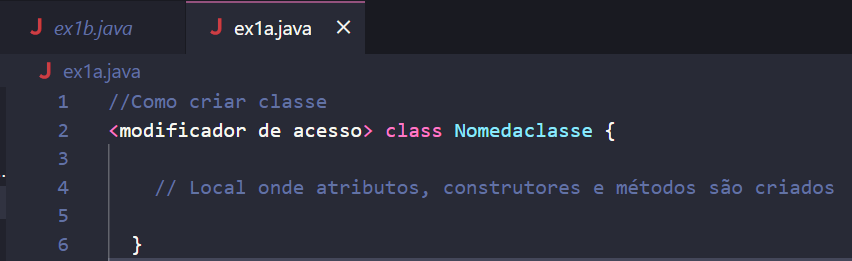 J ex1b.java J ex1a.java ×
J ex1a.java
1 //Como criar classe
2 <modificador de acesso> class Nomedaclasse {
3
4 // Local onde atributos, construtores e métodos são criados
5
6 }